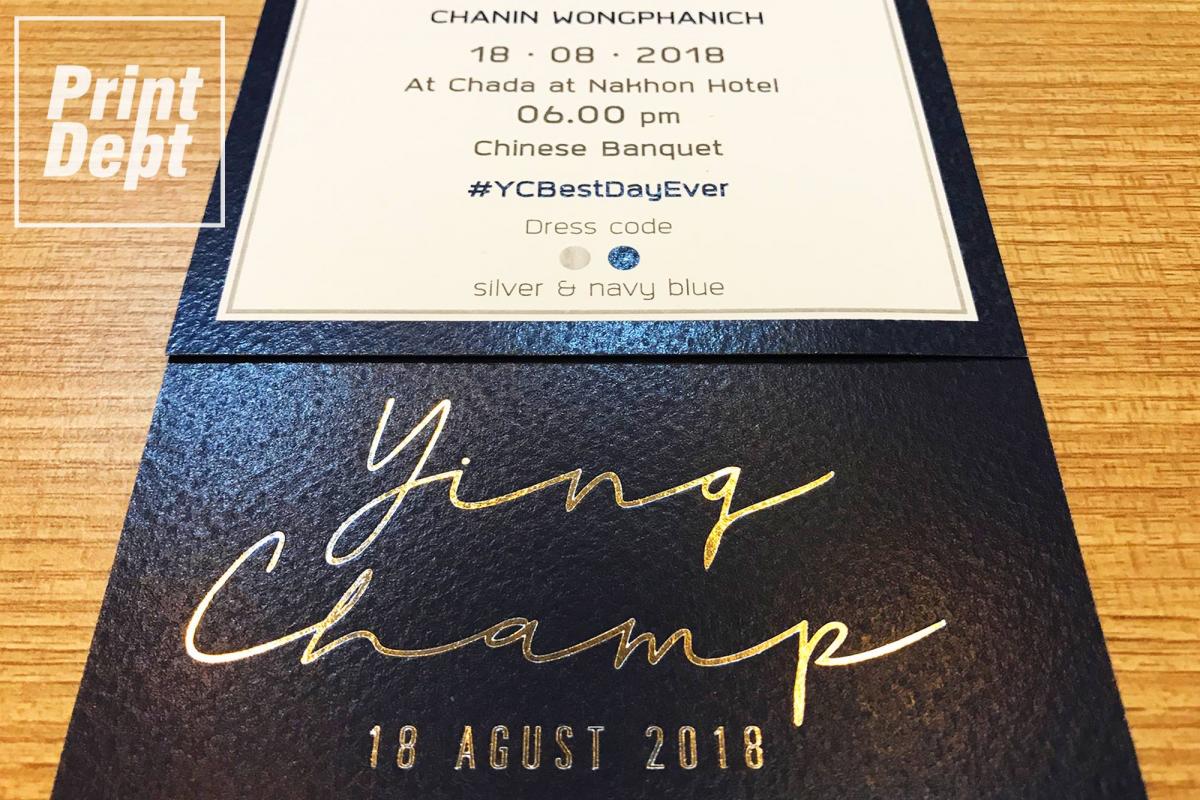 Print
Dept
CHANIN WONGPHANICH
18 · 08 · 2018
At Chada at Nakhon Hotel
06.00 pm
Chinese Banquet
#YCBestDayEver
Dress code
silver & navy blue
Ying
Champ
18 AGUST 2018